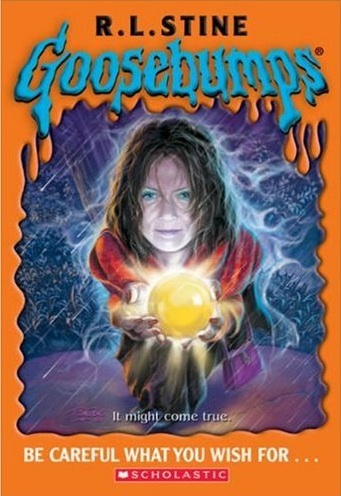 R.L.STINE
Goosebumps®
It might come true.
BE CAREFUL WHAT YOU WISH FOR . . .
SCHOLASTIC